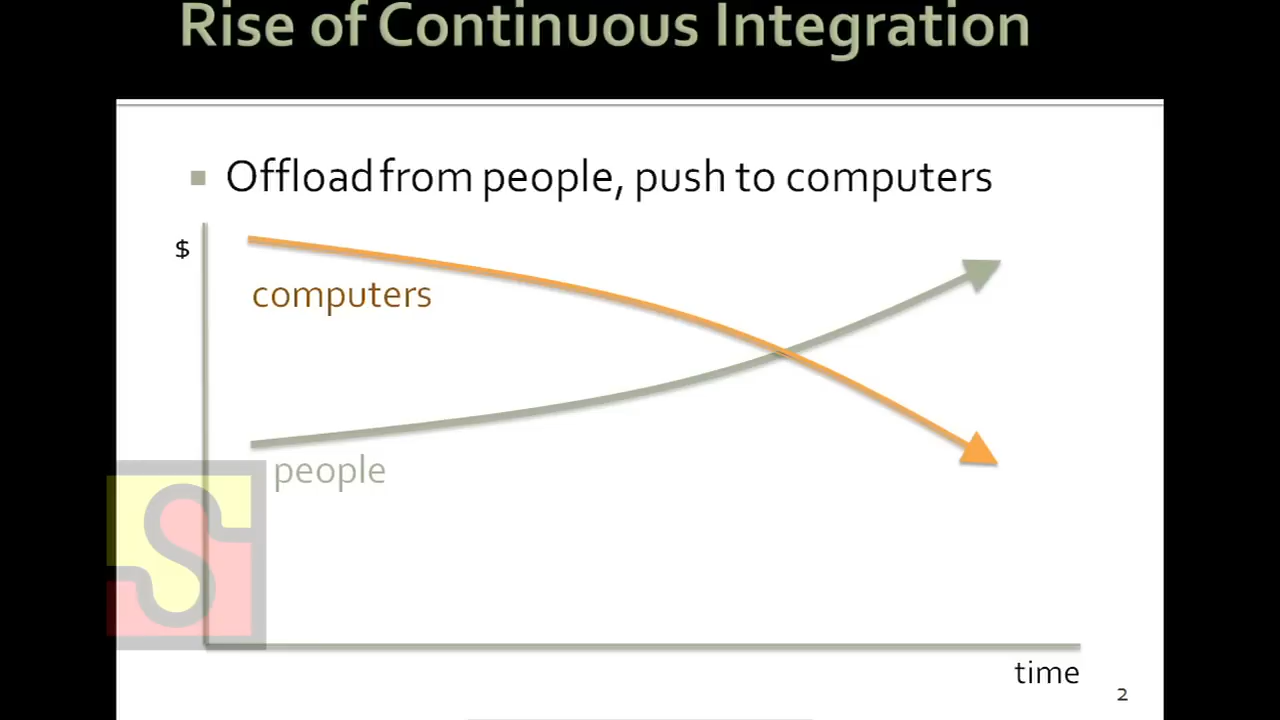 Rise of Continuous Integration
Offload from people, push to computers
$
computers
people
time
2
S